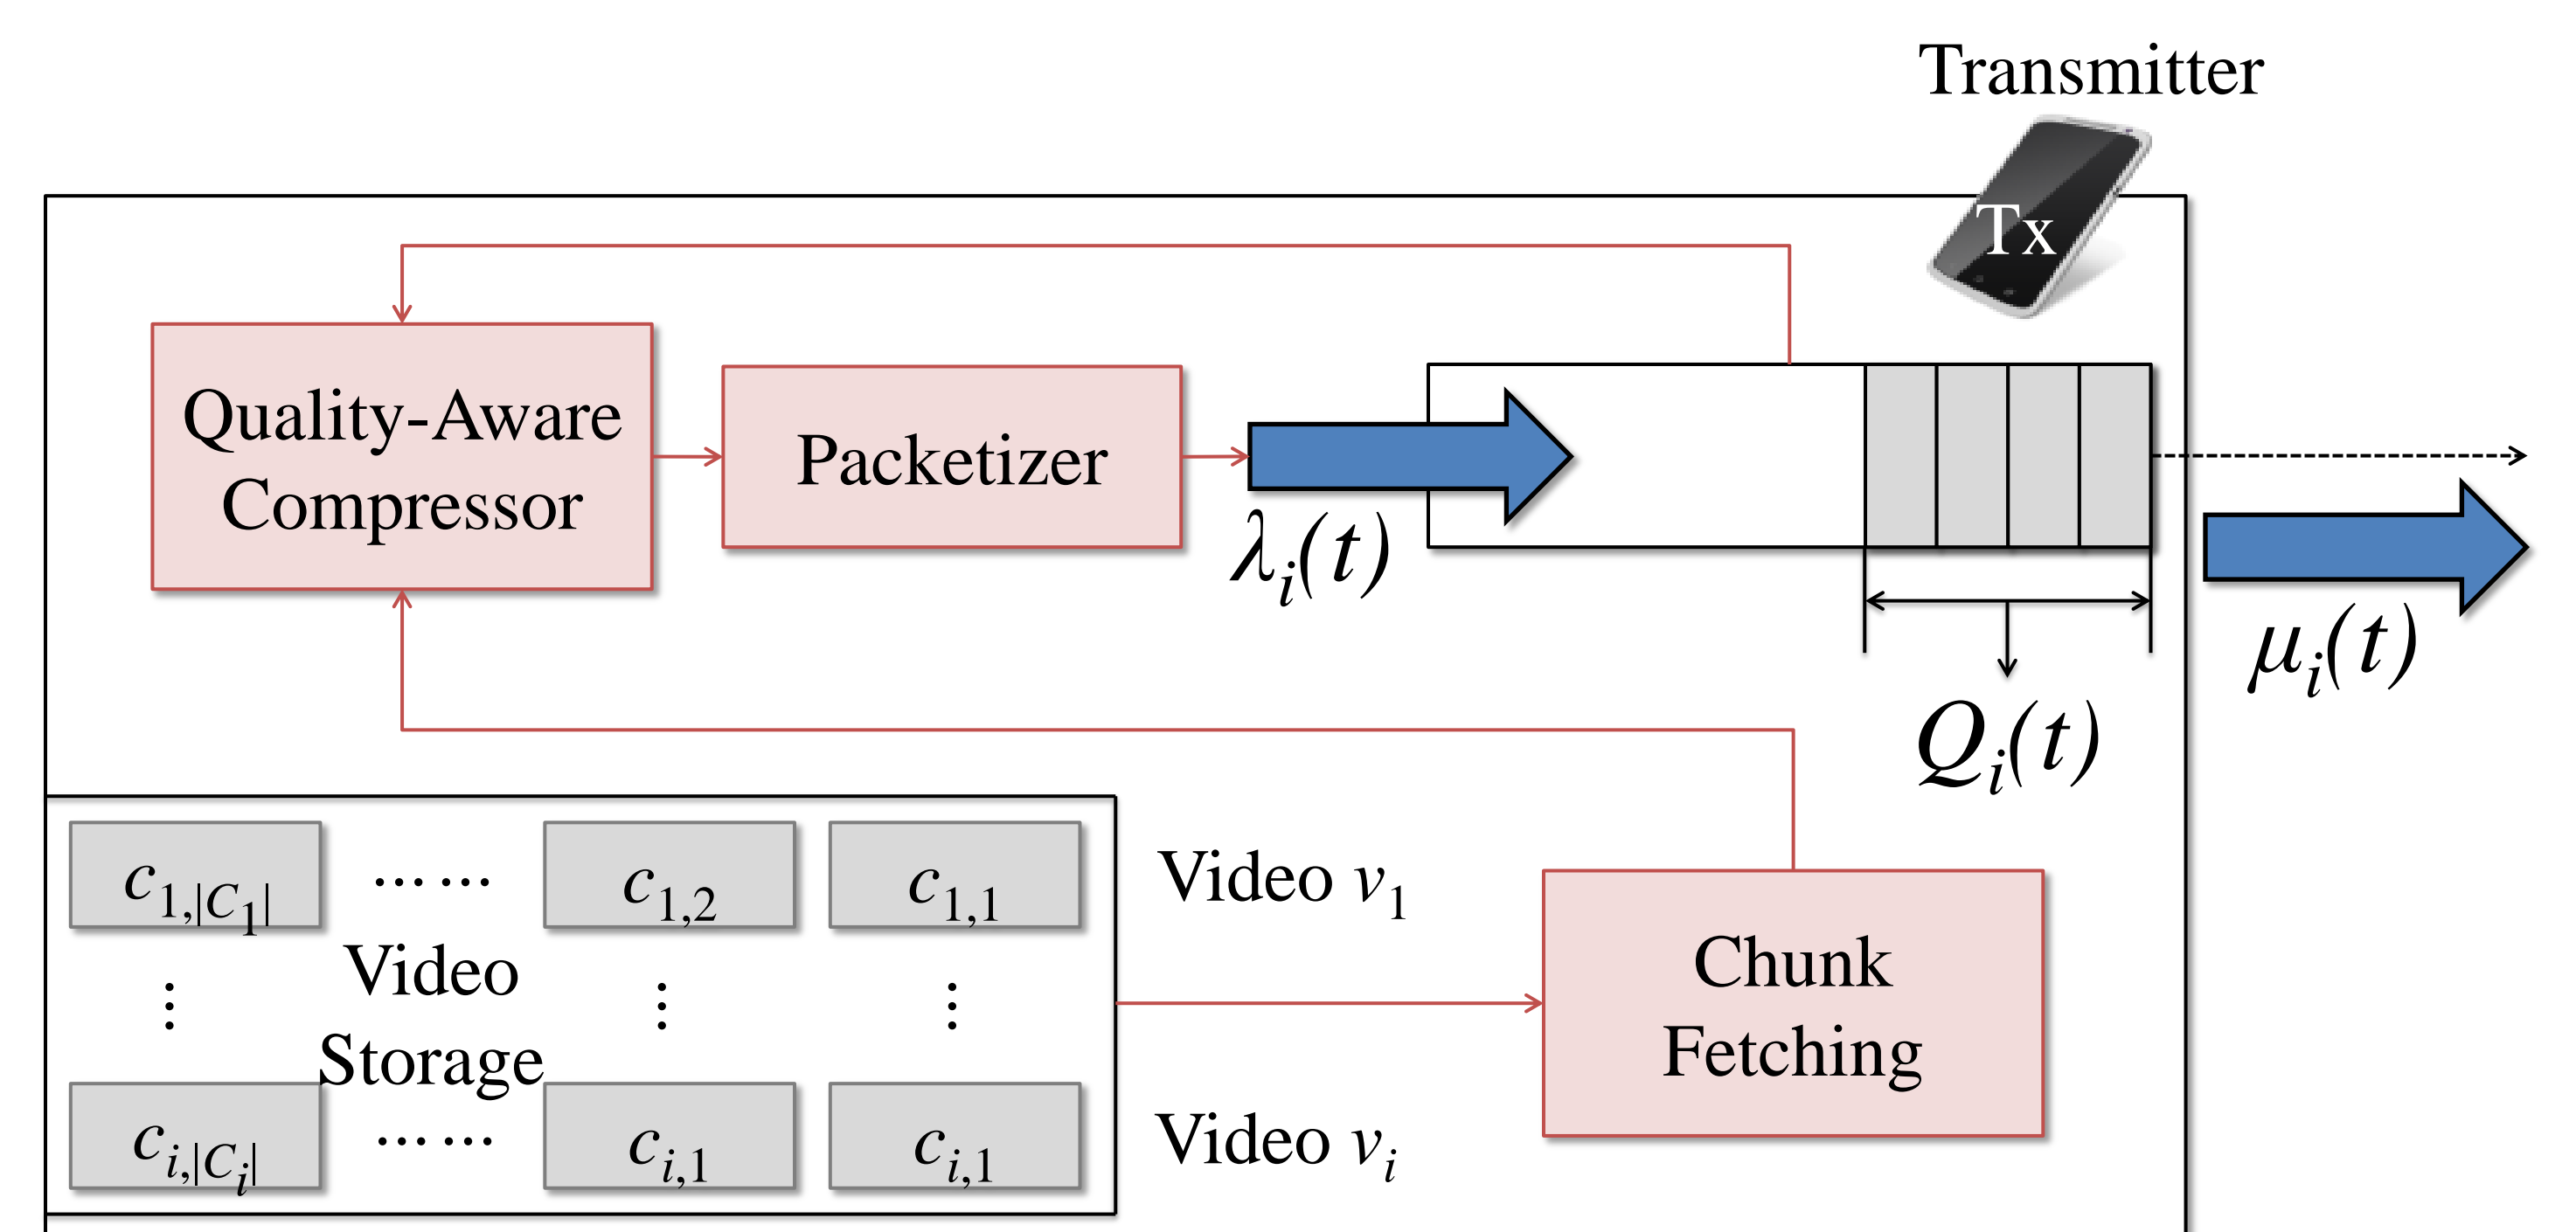 Transmitter
Tx
Quality-Aware
Compressor
Packetizer
λi(t)
μi(t)
Qi(t)
c1,|C1|
……
c1,2
c1,1
Video v1
Video
Storage
Chunk
Fetching
ci,|Ci|
……
ci,1
ci,1
Video vi